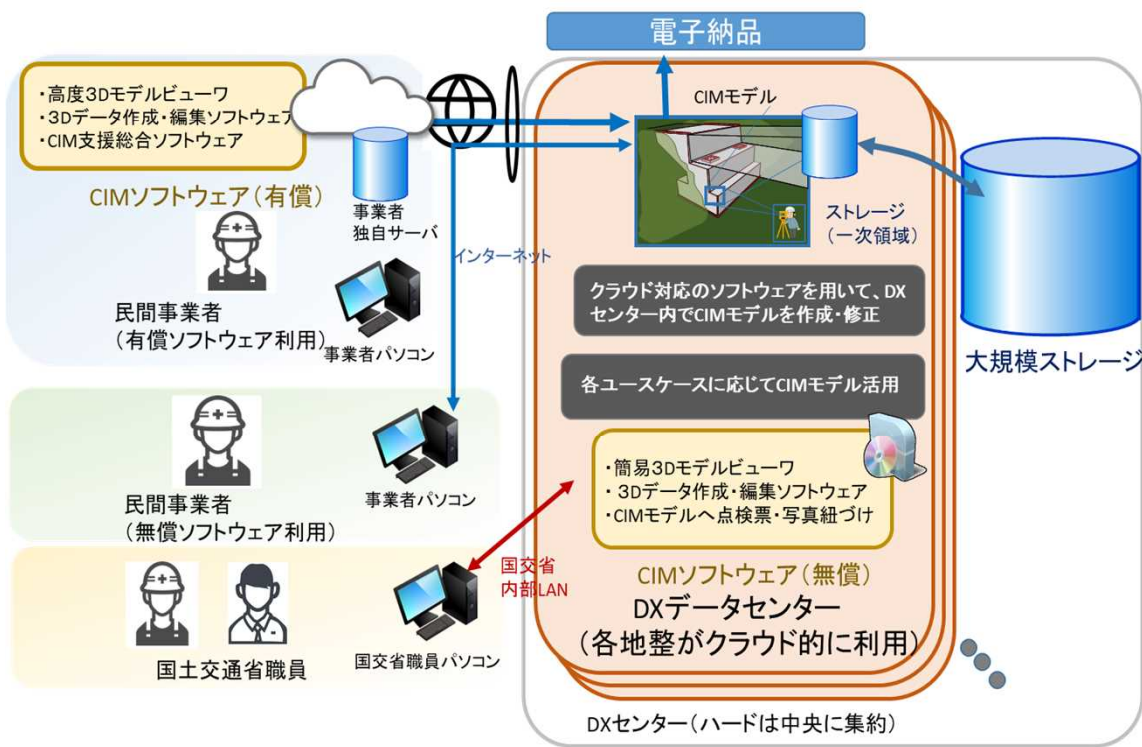 電子納品
・高度3Dモデルビューワ
・3Dデータ作成・編集ソフトウェア
・CIM支援総合ソフトウェア
CIMソフトウェア(有償)
事業者
独自サーバ
民間事業者
(有償ソフトウェア利用)
事業者パソコン
インターネット
CIMモデル
ストレージ
(一次領域)
大規模ストレージ
クラウド対応のソフトウェアを用いて、DX
センター内でCIMモデルを作成・修正
各ユースケースに応じてCIMモデル活用
民間事業者
(無償ソフトウェア利用)
事業者パソコン
・簡易3Dモデルビューワ
・3Dデータ作成・編集ソフトウェア
・CIMモデルへ点検票・写真紐づけ
CIMソフトウェア(無償)
国交省
内部LAN
国土交通省職員
国交省職員パソコン
DXデータセンター
(各地整がクラウド的に利用)
DXセンター(ハードは中央に集約)